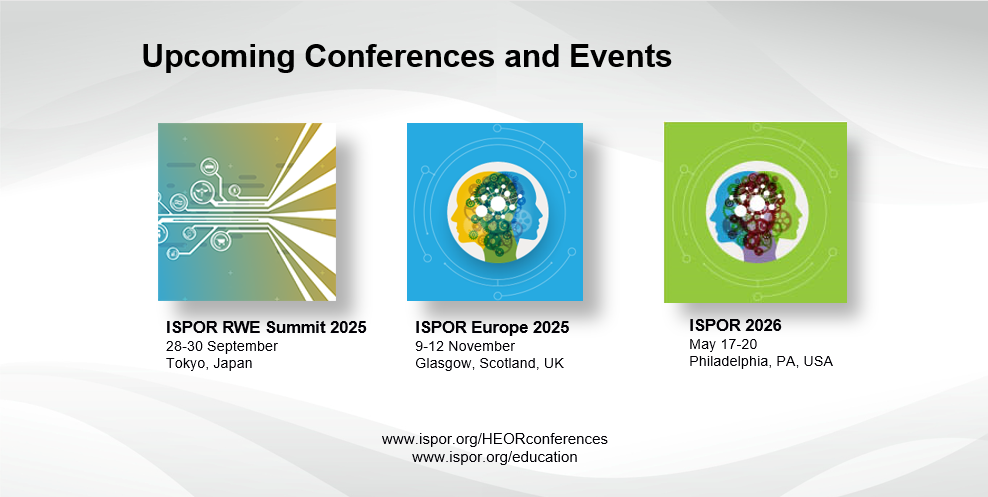 Upcoming Conferences and Events
ISPOR RWE Summit 2025
28-30 September
Tokyo, Japan
ISPOR Europe 2025
9-12 November
Glasgow, Scotland, UK
ISPOR 2026
May 17-20
Philadelphia, PA, USA
www.ispor.org/HEORconferences
www.ispor.org/education